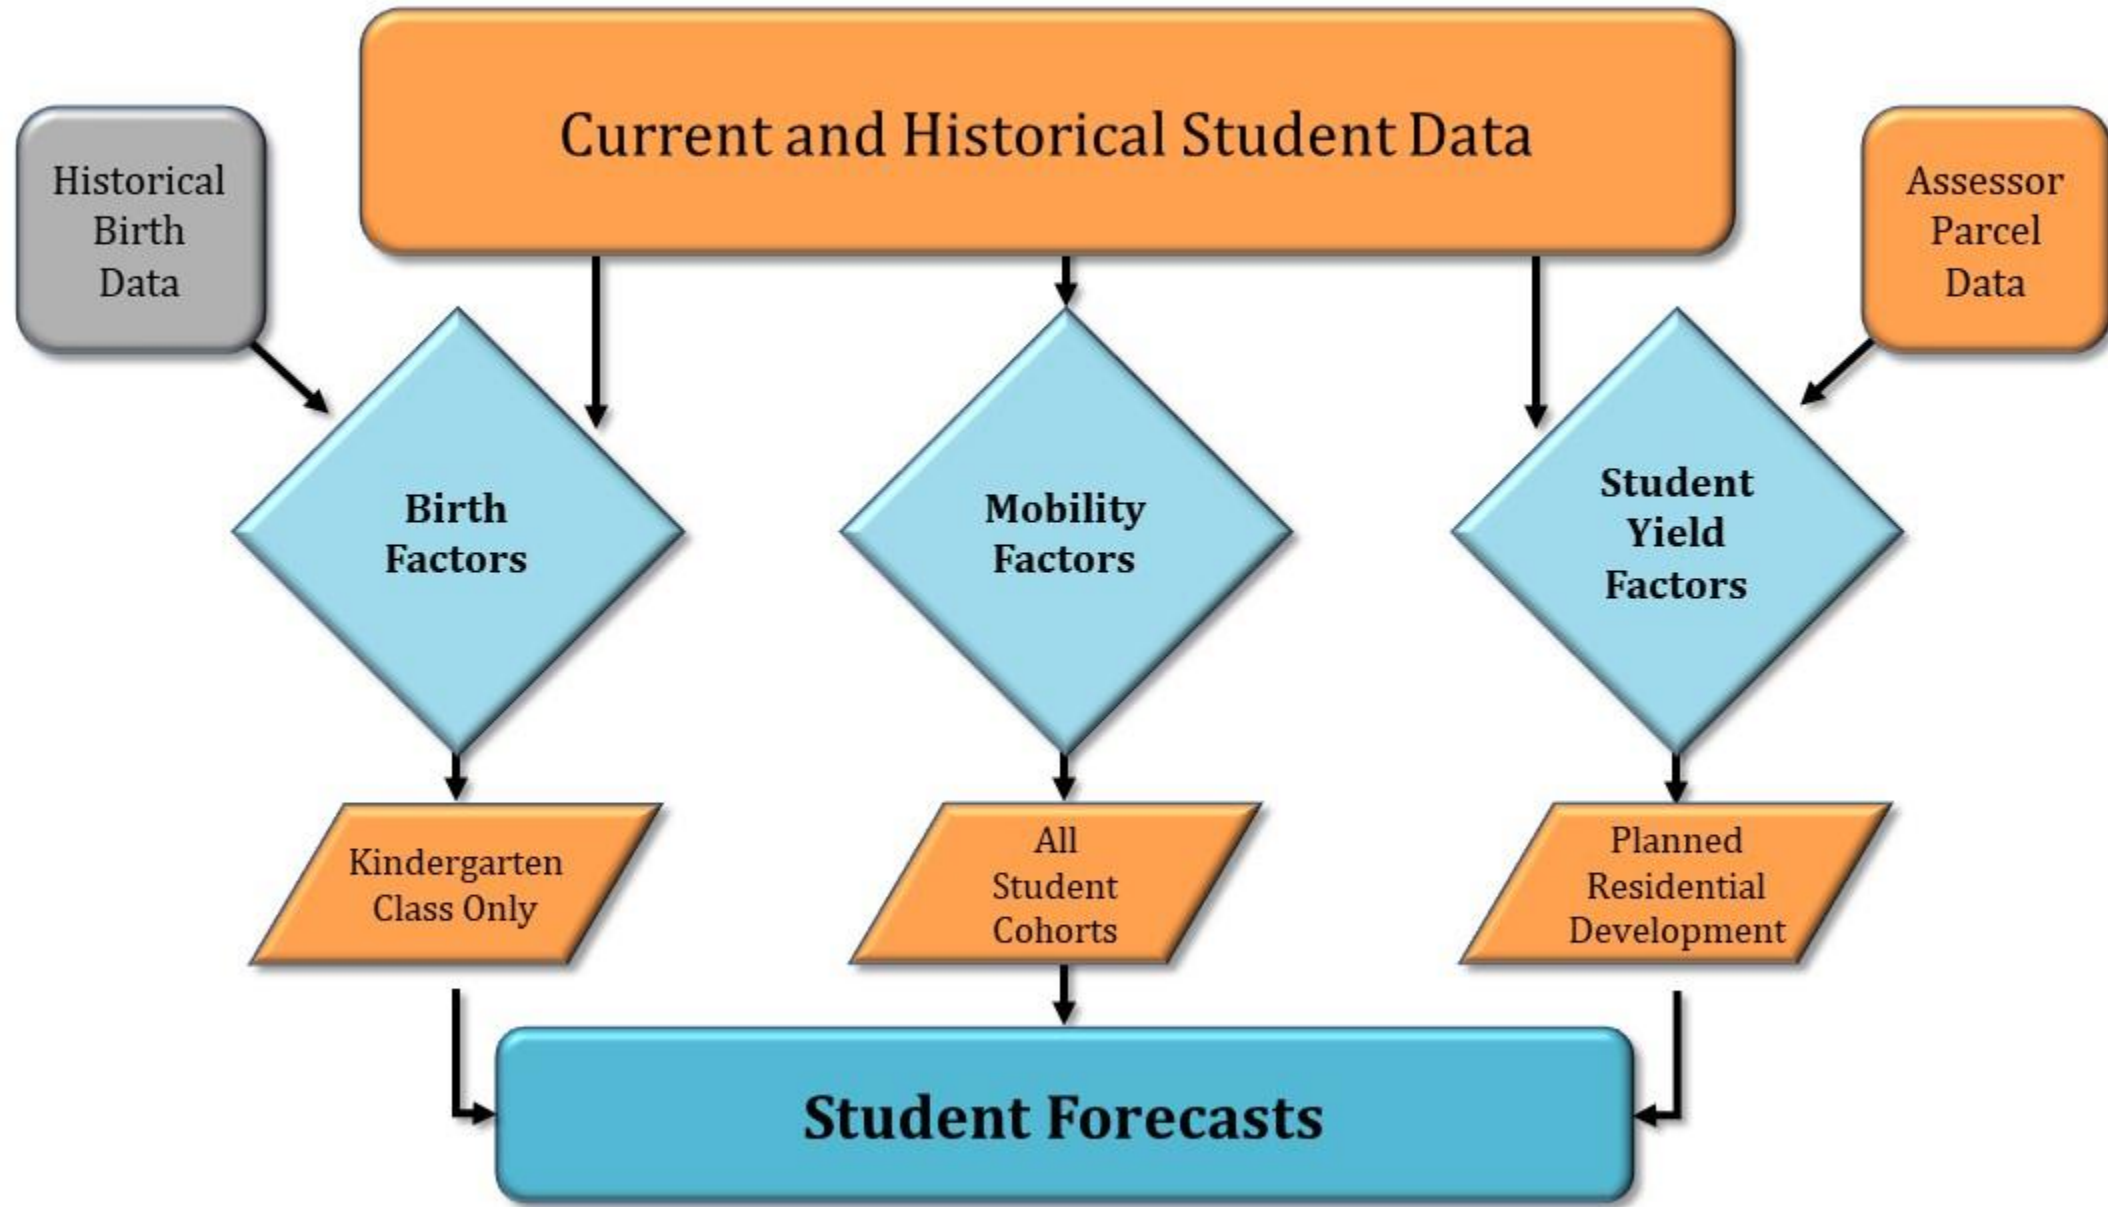 Current and Historical Student Data
Historical
Birth
Data
Assessor
Parcel
Data
Birth
Factors
Mobility
Factors
Student
Yield
Factors
Kindergarten
Class Only
All
Student
Cohorts
Planned
Residential
Development
Student Forecasts